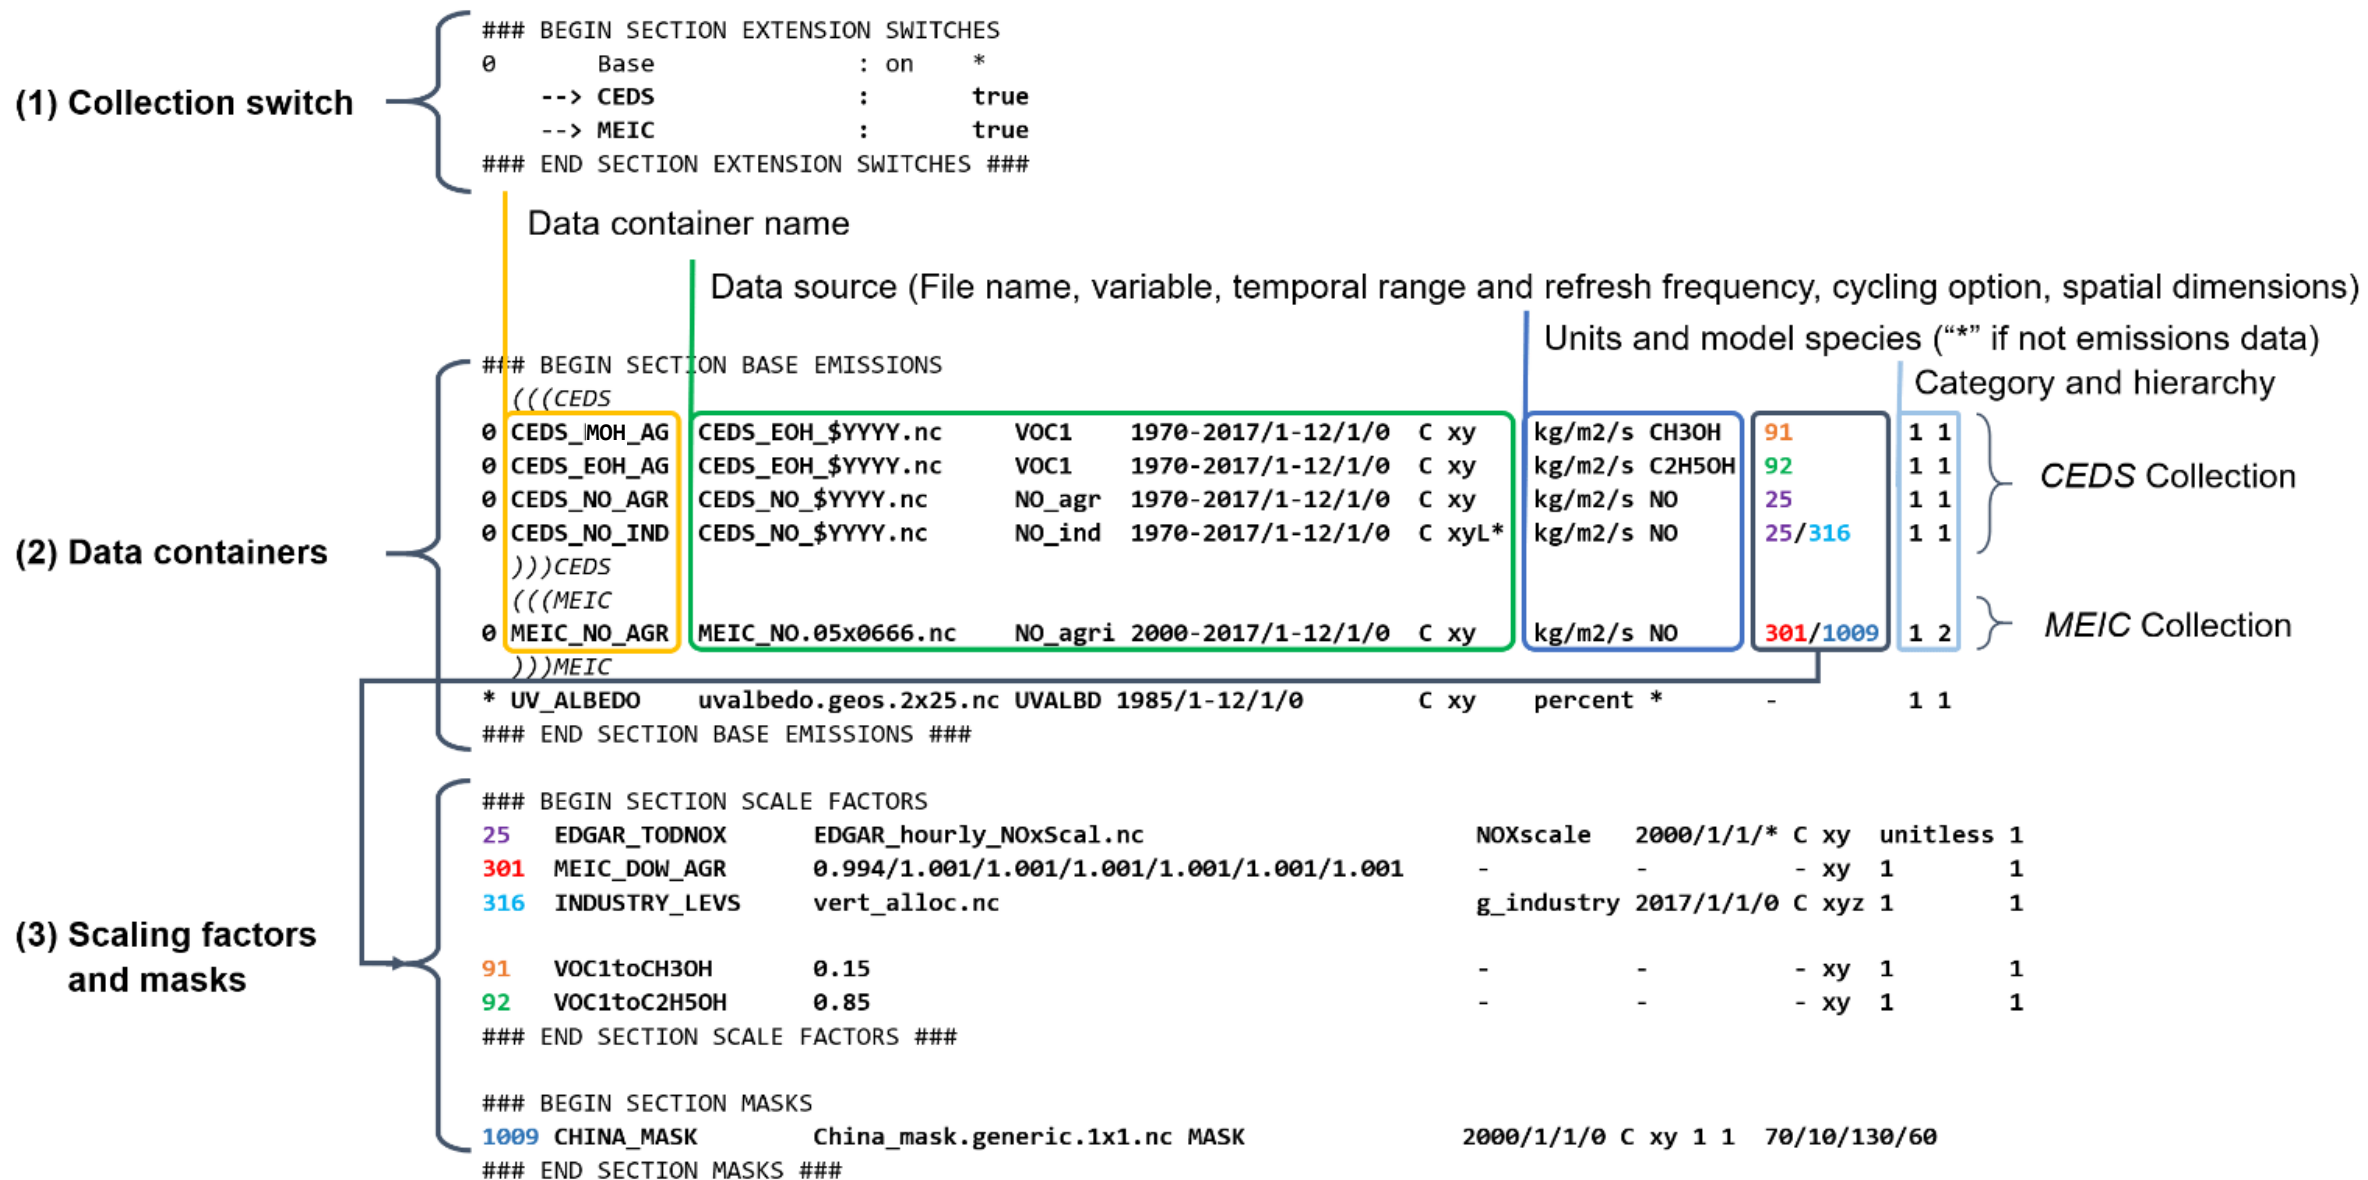 ### BEGIN SECTION EXTENSION SWITCHES
0 Base : on *
--> CEDS : true
--> MEIC : true
### END SECTION EXTENSION SWITCHES ###
(1) Collection switch
Data container name
Data source (File name, variable, temporal range and refresh frequency, cycling option, spatial dimensions)
Units and model species (“*” if not emissions data)
Category and hierarchy
### BEGIN SECTION BASE EMISSIONS
(((CEDS
0 CEDS_MOH_AG CEDS_EOH_$YYYY.nc VOC1 1970-2017/1-12/1/0 C xy kg/m2/s CH3OH 91 1 1
0 CEDS_EOH_AG CEDS_EOH_$YYYY.nc VOC1 1970-2017/1-12/1/0 C xy kg/m2/s C2H5OH 92 1 1
0 CEDS_NO_AGR CEDS_NO_$YYYY.nc NO_agr 1970-2017/1-12/1/0 C xy kg/m2/s NO 25 1 1
0 CEDS_NO_IND CEDS_NO_$YYYY.nc NO_ind 1970-2017/1-12/1/0 C xyL* kg/m2/s NO 25/316 1 1
)))CEDS
CEDS Collection
(2) Data containers
(((MEIC
0 MEIC_NO_AGR MEIC_NO.05x0666.nc NO_agri 2000-2017/1-12/1/0 C xy kg/m2/s NO 301/1009 1 2
)))MEIC
MEIC Collection
* UV_ALBEDO uvalbedo.geos.2x25.nc UVALBD 1985/1-12/1/0 C xy percent * - 1 1
### END SECTION BASE EMISSIONS ###
### BEGIN SECTION SCALE FACTORS
25 EDGAR_TODNOX EDGAR_hourly_NOxScal.nc NOXscale 2000/1/1/* C xy unitless 1
301 MEIC_DOW_AGR 0.994/1.001/1.001/1.001/1.001/1.001/1.001 - - - xy 1 1
316 INDUSTRY_LEVS vert_alloc.nc g_industry 2017/1/1/0 C xyz 1 1
(3) Scaling factors
and masks
91 VOC1toCH3OH 0.15 - - - xy 1 1
92 VOC1toC2H5OH 0.85 - - - xy 1 1
### END SECTION SCALE FACTORS ###
### BEGIN SECTION MASKS
1009 CHINA_MASK China_mask.generic.1x1.nc MASK 2000/1/1/0 C xy 1 1 70/10/130/60
### END SECTION MASKS ###